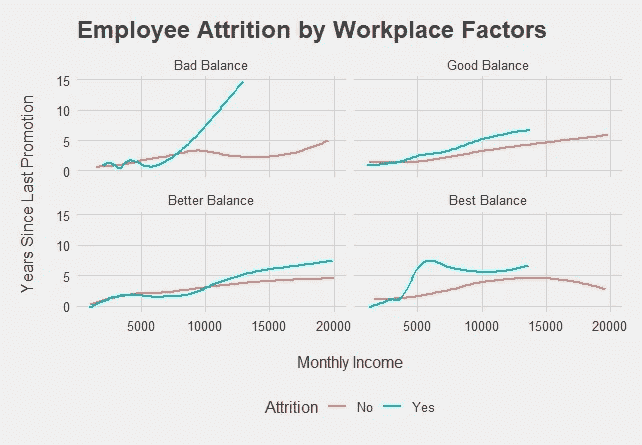 Employee Attrition by Workplace Factors
Bad Balance
Good Balance
15
10
5
0
Better Balance
Best Balance
15
10
5
0
Years Since Last Promotion
5000 10000 15000 20000
5000 10000 15000 20000
Monthly Income
Attrition No Yes